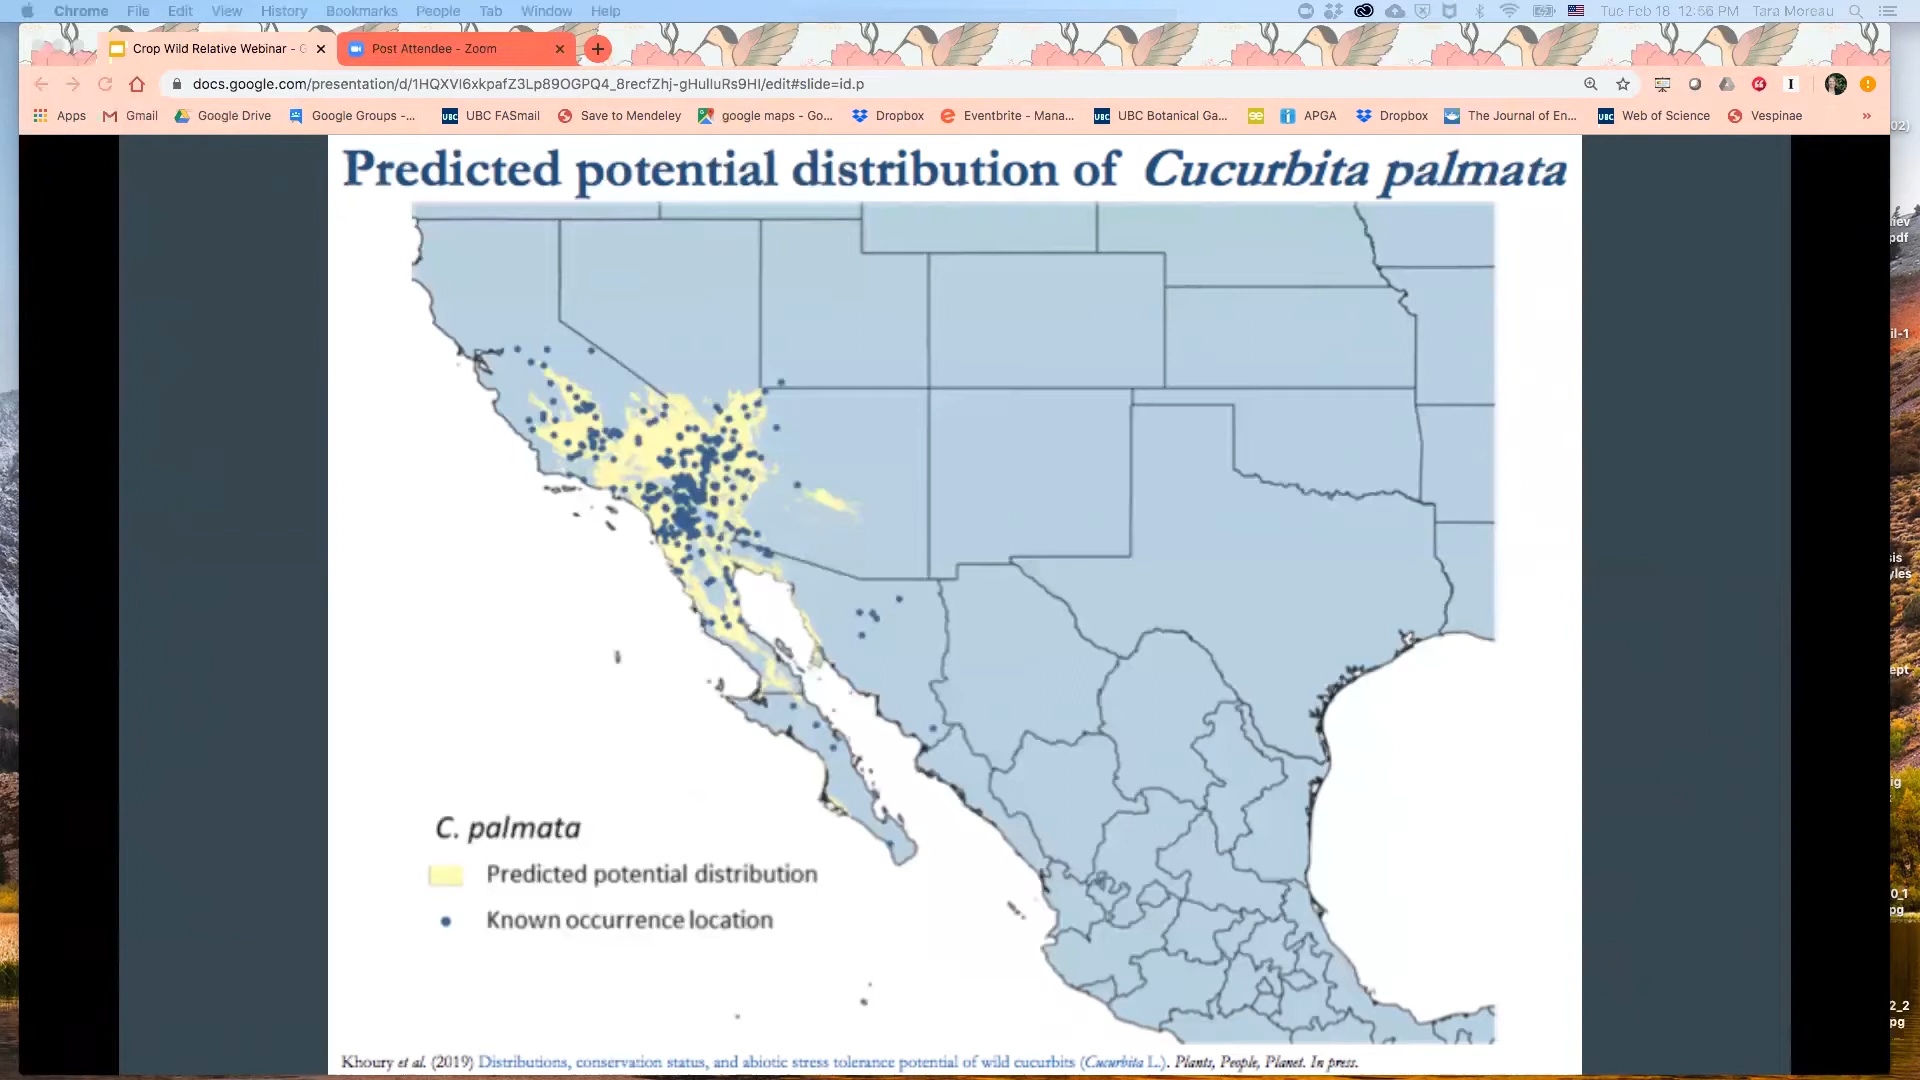 Chrome File Edit View History Bookmarks People Tab Window Help Tue Feb 18 12:56 PM Tara Moreau
Crop Wild Relative Webinar - G Post Attendee - Zoom
docs.google.com/presentation/d/1HQXVl6xkpafZ3Lp89OGPQ4_8recfZhj-gHulluRs9HI/edit#slide=id.p
Apps Gmail Google Drive Google Groups -... UBC UBC FASmail Save to Mendeley google maps - Go... Dropbox Eventbrite - Mana... UBC UBC Botanical Ga... APGA Dropbox The Journal of En... UBC Web of Science Vespinae
Predicted potential distribution of Cucurbita palmata
C. palmata
Predicted potential distribution
Known occurrence location
Khoury et al. (2019) Distributions, conservation status, and abiotic stress tolerance potential of wild cucurbits (Cucurbita L.). Plants, People, Planet. In press.